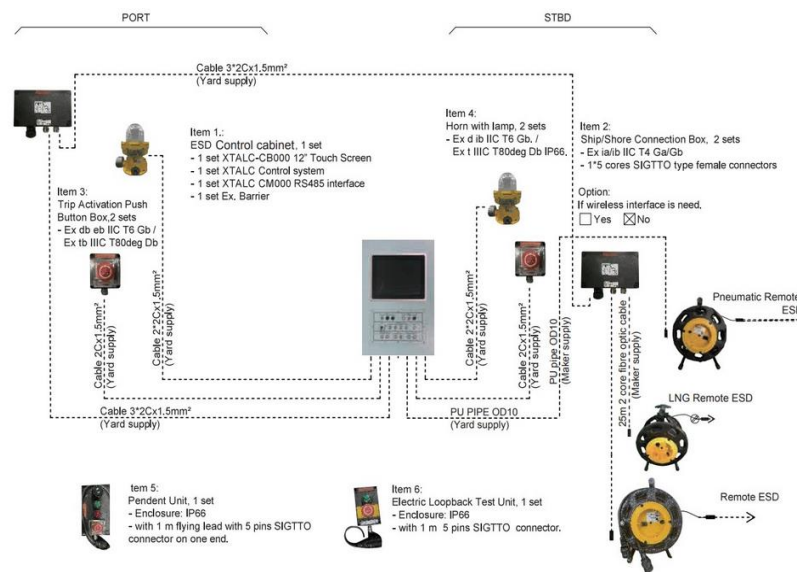 PORT
STBD
Cable 3*2Cx1.5mm²
(Yard supply)
Item 1.:
ESD Control cabinet, 1 set
- 1 set XTALC-CB000 12" Touch Screen
- 1 set XTALC Control system
- 1 set XTALC CM000 RS485 interface
- 1 set Ex. Barrier
Item 4:
Horn with lamp, 2 sets
- Ex d ib IIC T6 Gb. /
Ex t IIIC T80deg Db IP66.
Item 2:
Ship/Shore Connection Box, 2 sets
- Ex ia/ib IIC T4 Ga/Gb
- 1*5 cores SIGTTO type female connectors
Option:
If wireless interface is need,
Yes No
Item 3:
Trip Activation Push
Button Box,2 sets
- Ex db eb IIC T6 Gb /
Ex tb IIIC T80deg Db
Cable 2Cx1.5mm²
(Yard supply)
Cable 2*2Cx1.5mm²
(Yard supply)
Cable 2*2Cx1.5mm²
(Yard supply)
Cable 2Cx1.5mm²
(Yard supply)
PU pipe OD10
(Maker supply)
25m 2 core fibre optic cable
(Maker supply)
Pneumatic Remote
ESD
LNG Remote ESD
Remote ESD
Cable 3*2Cx1.5mm²
(Yard supply)
PU PIPE OD10
(Yard supply)
tem 5:
Pendent Unit, 1 set
- Enclosure: IP66
- with 1 m flying lead with 5 pins SIGTTO
connector on one end.
Item 6:
Electric Loopback Test Unit, 1 set
- Enclosure: IP66
- with 1 m 5 pins SIGTTO connector.